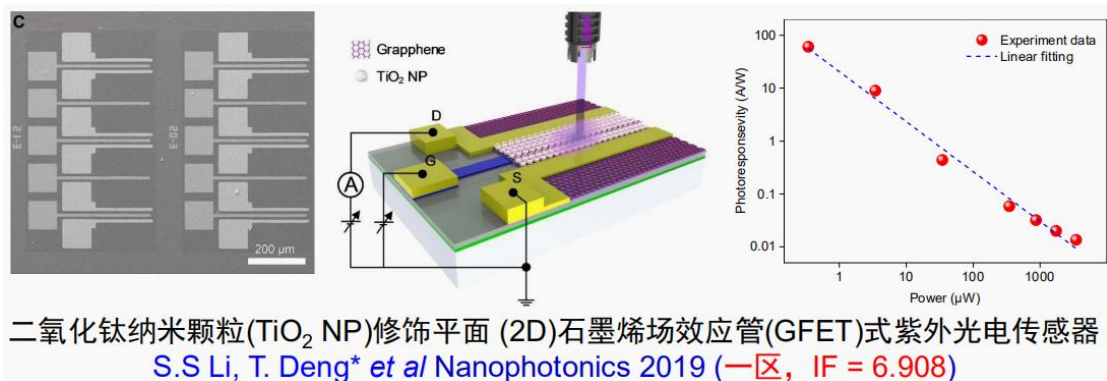 C
E-12
E-02
200 μm
Grapphene
TiO₂ NP
D
G
S
A
Photoresponsevity (A/W)
100
10
1
0.1
0.01
Experiment data
Linear fitting
1
10
100
1000
Power (μW)
二氧化钛纳米颗粒(TiO₂ NP)修饰平面 (2D)石墨烯场效应管(GFET)式紫外光电传感器
S.S Li, T. Deng* et al Nanophotonics 2019 (一区，IF = 6.908)